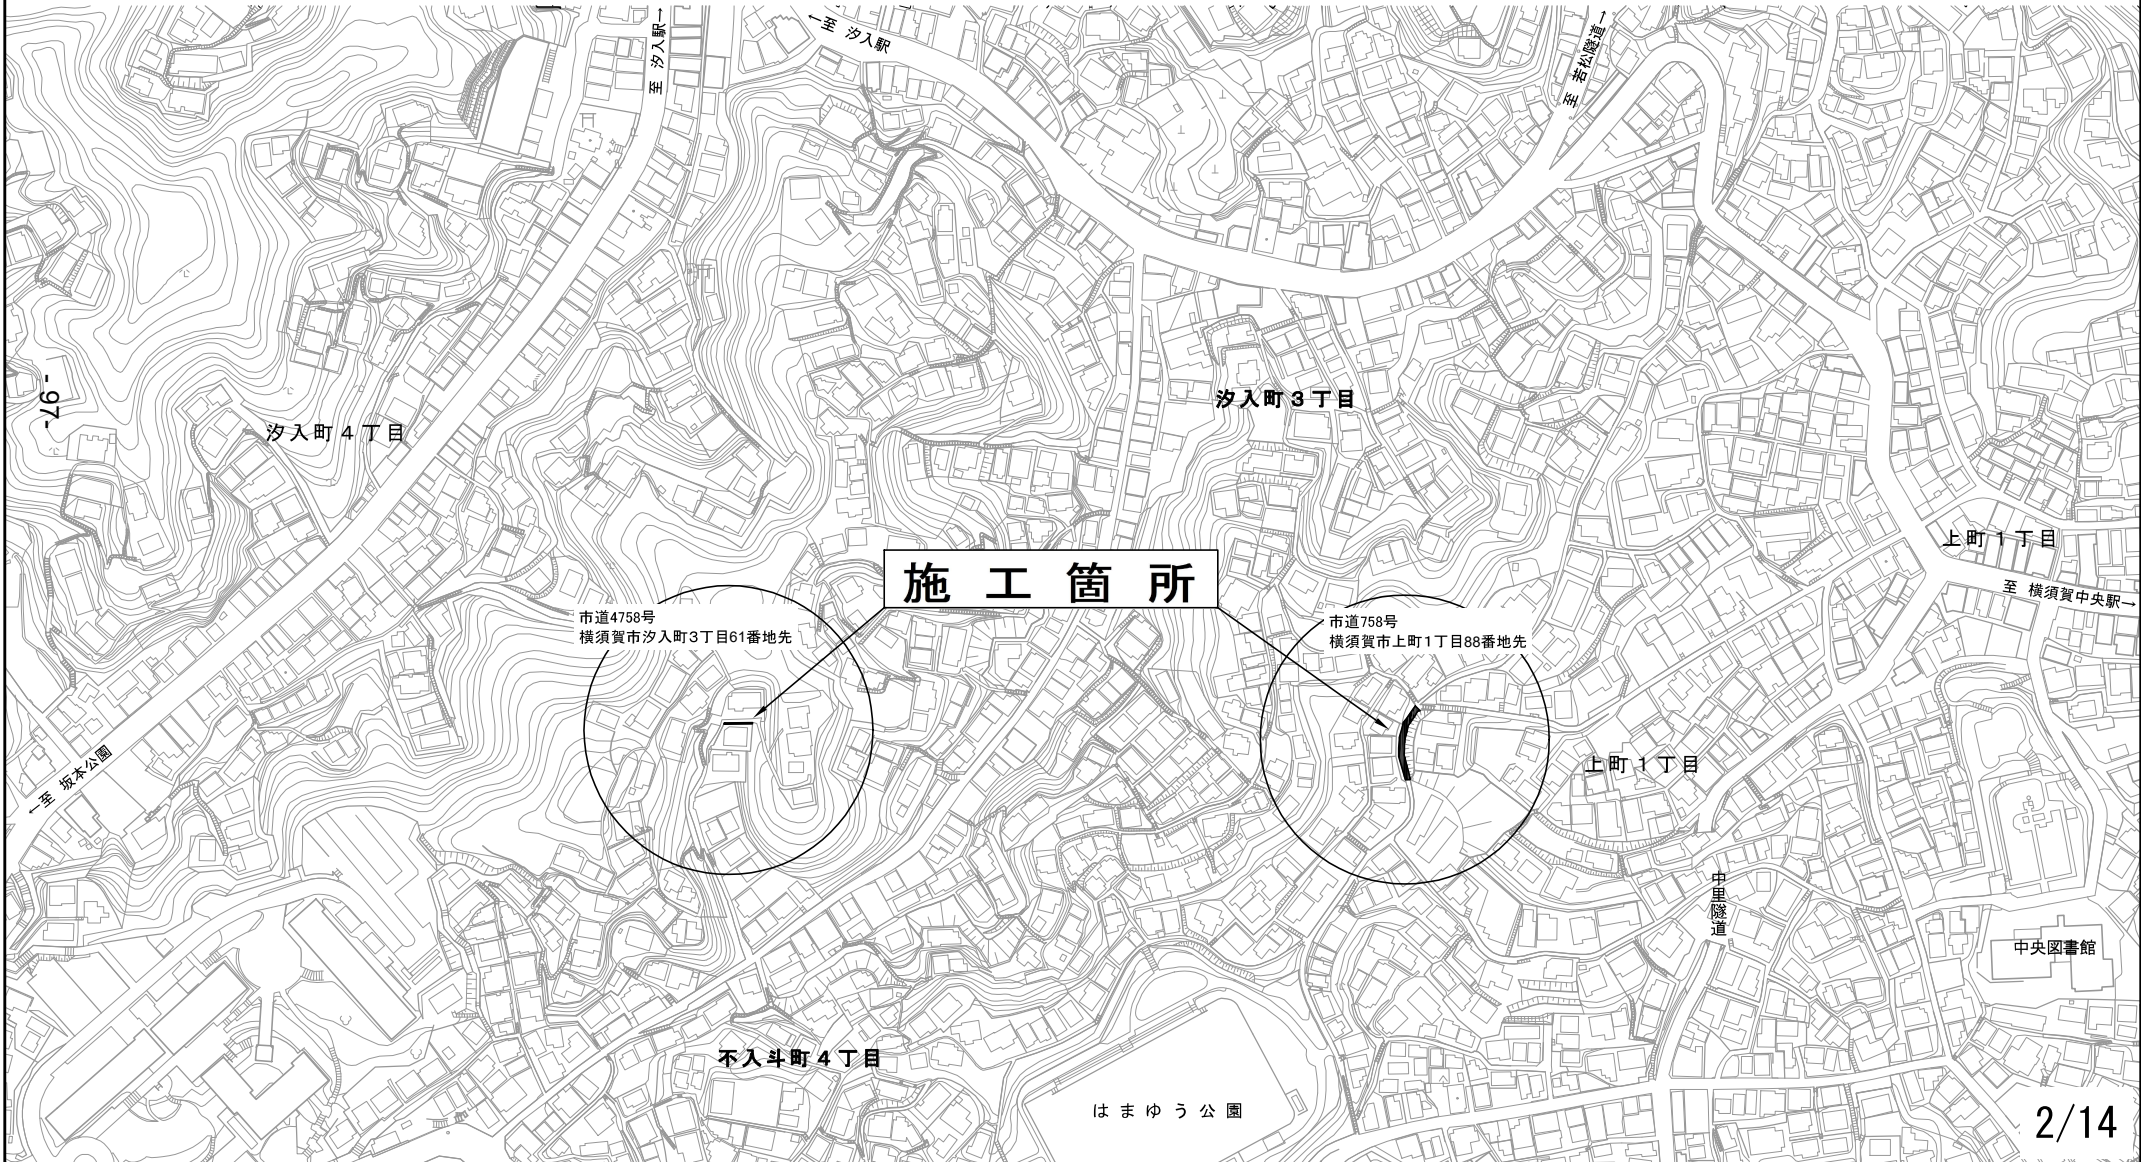 ←至 汐入駅
至 汐入駅→
至 若松隧道→
-97-
汐入町3丁目
汐入町4丁目
上町1丁目
施工箇所
至 横須賀中央駅→
市道4758号
横須賀市汐入町3丁目61番地先
市道758号
横須賀市上町1丁目88番地先
上町1丁目
←至 坂本公園
中里隧道
中央図書館
不入斗町4丁目
はまゆう公園
2/14